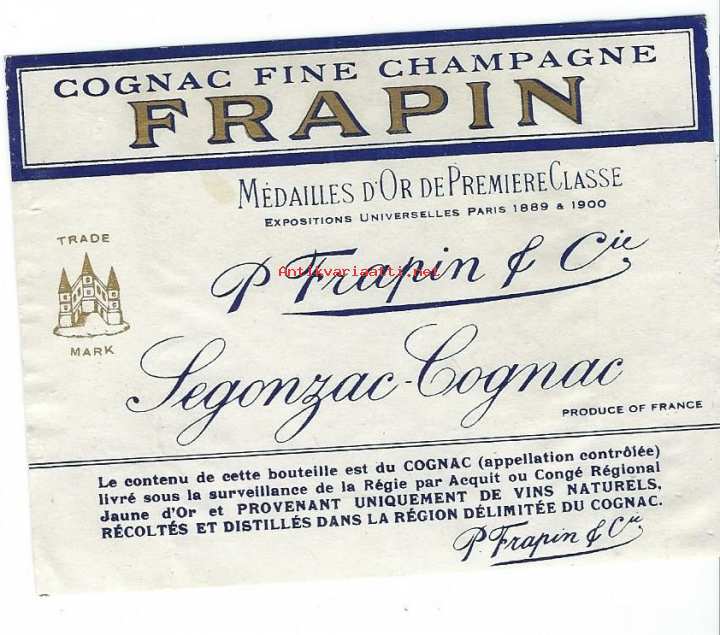 COGNAC FINE CHAMPAGNE
FRAPIN
MÉDAILLES D'OR DE PREMIERE CLASSE
EXPOSITIONS UNIVERSELLES PARIS 1889 & 1900
TRADE
MARK
P. Frapin & Cie
Antikvariaatti.net
Segonzac-Cognac
PRODUCE OF FRANCE
Le contenu de cette bouteille est du COGNAC (appellation contrôlée)
livré sous la surveillance de la Régie par Acquit ou Congé Régional
Jaune d'Or et PROVENANT UNIQUEMENT DE VINS NATURELS,
RÉCOLTÉS ET DISTILLÉS DANS LA RÉGION DÉLIMITÉE DU COGNAC.
P. Frapin & Cie